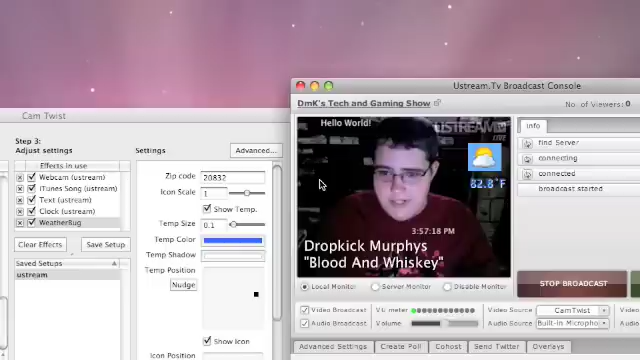 Ustream.Tv Broadcast Console
DmK's Tech and Gaming Show
No. of Viewers: 0
Cam Twist
Step 3:
Adjust settings
Settings
Effects in use
Advanced...
Webcam (ustream)
iTunes Song (ustream)
Text (ustream)
Clock (ustream)
WeatherBug
Clear Effects
Save Setup
Saved Setups
ustream
Zip code
20832
Icon Scale
1
Show Temp.
Temp Size
0.1
Temp Color
Temp Shadow
Temp Position
Nudge
Show Icon
Icon Position
Hello World!
USTREAM
LIVE
82.8°F
3:57:18 PM
Dropkick Murphys
"Blood And Whiskey"
Info
find Server
connecting
connected
broadcast started
Local Monitor
Server Monitor
Disable Monitor
STOP BROADCAST
Video Broadcast
VU meter
Video Source
CamTwist
Audio Broadcast
Volume
Audio Source
Built-in Micropho
Advanced Settings
Create Poll
Cohost
Send Twitter
Overlays